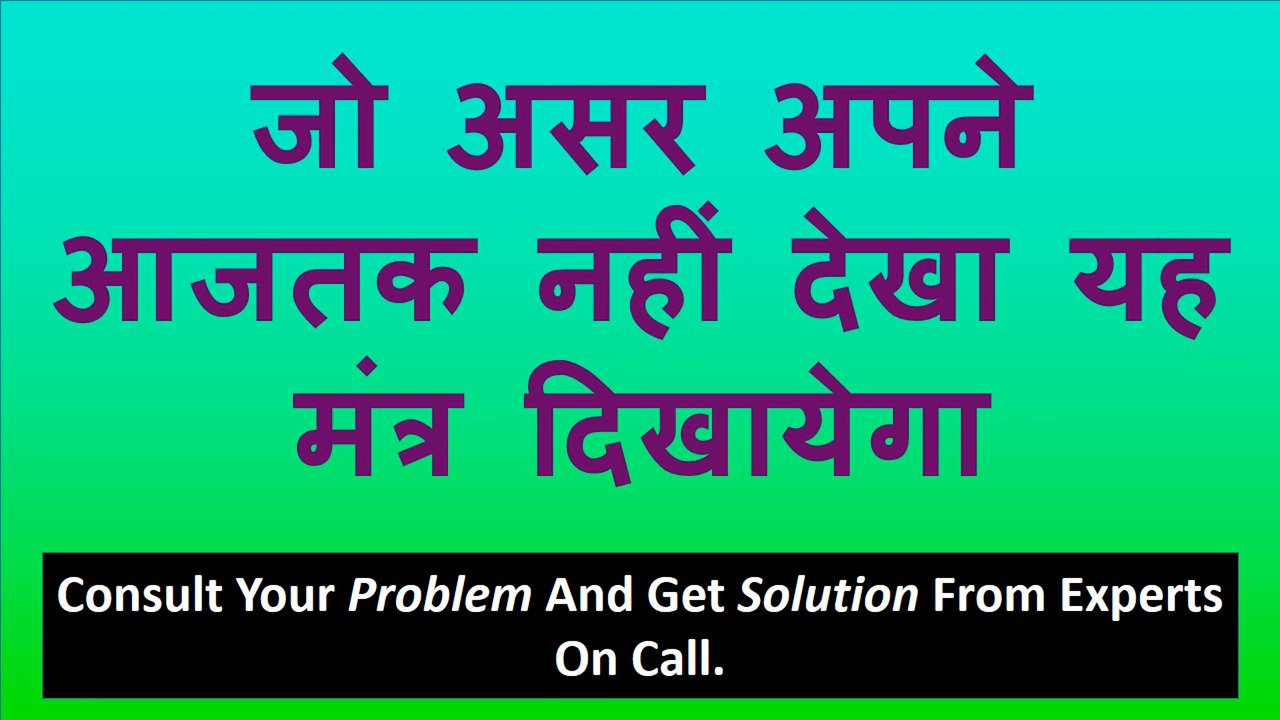 जो असर अपने
आजतक नहीं देखा यह
मंत्र दिखायेगा
Consult Your Problem And Get Solution From Experts
On Call.